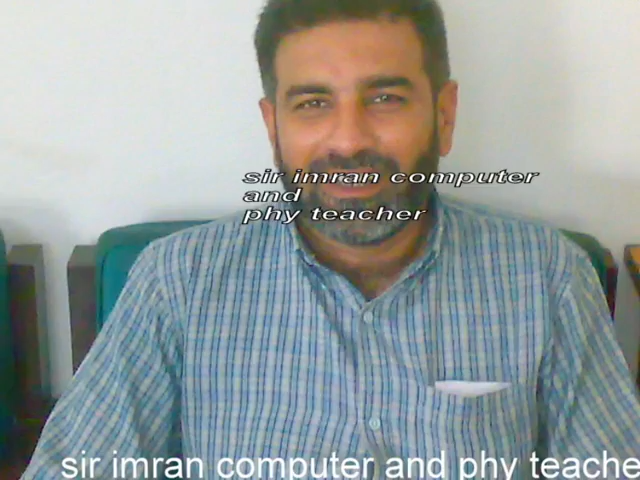 sir imran computer
and
phy teacher
sir imran computer and phy teache